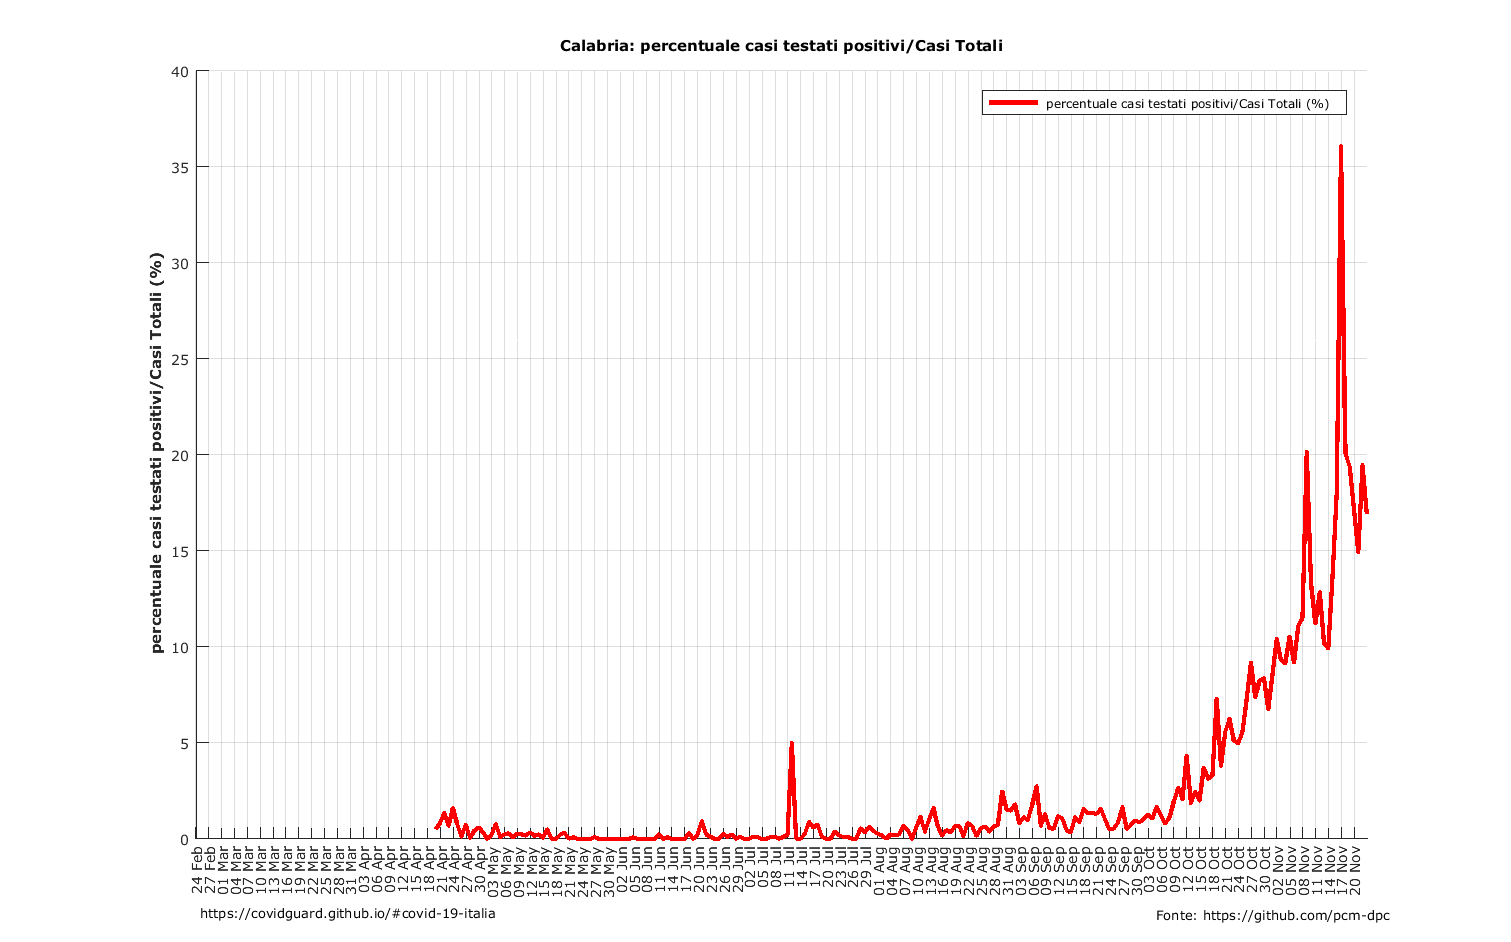 Calabria: percentuale casi testati positivi/Casi Totali
percentuale casi testati positivi/Casi Totali (%)
percentuale casi testati positivi/Casi Totali (%)
40
35
30
25
20
15
10
5
0
24 Feb
27 Feb
01 Mar
04 Mar
07 Mar
10 Mar
13 Mar
16 Mar
19 Mar
22 Mar
25 Mar
28 Mar
31 Mar
03 Apr
06 Apr
09 Apr
12 Apr
15 Apr
18 Apr
21 Apr
24 Apr
27 Apr
30 Apr
03 May
06 May
09 May
12 May
15 May
18 May
21 May
24 May
27 May
30 May
02 Jun
05 Jun
08 Jun
11 Jun
14 Jun
17 Jun
20 Jun
23 Jun
26 Jun
29 Jun
02 Jul
05 Jul
08 Jul
11 Jul
14 Jul
17 Jul
20 Jul
23 Jul
26 Jul
29 Jul
01 Aug
04 Aug
07 Aug
10 Aug
13 Aug
16 Aug
19 Aug
22 Aug
25 Aug
28 Aug
31 Aug
03 Sep
06 Sep
09 Sep
12 Sep
15 Sep
18 Sep
21 Sep
24 Sep
27 Sep
30 Sep
03 Oct
06 Oct
09 Oct
12 Oct
15 Oct
18 Oct
21 Oct
24 Oct
27 Oct
30 Oct
02 Nov
05 Nov
08 Nov
11 Nov
14 Nov
17 Nov
20 Nov
https://covidguard.github.io/#covid-19-italia
Fonte: https://github.com/pcm-dpc